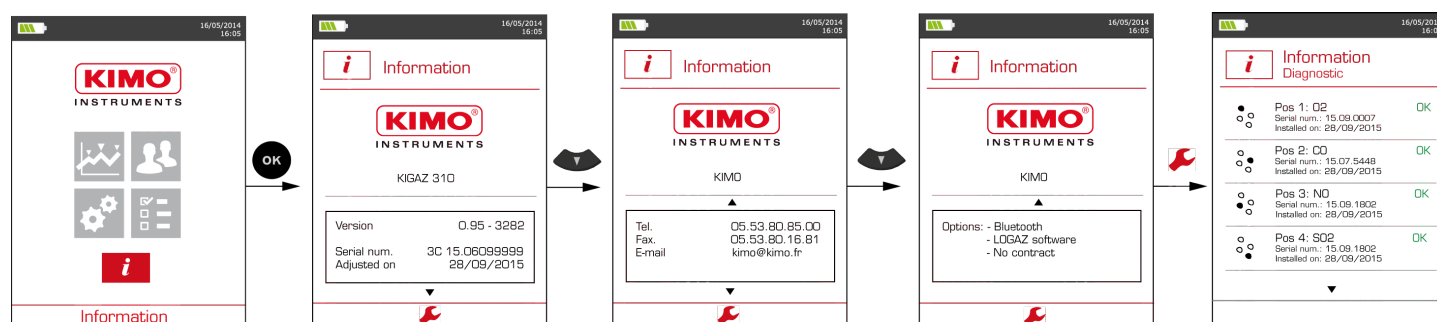 16/05/2014
16:05
KIMO®
INSTRUMENTS
i
Information
OK
16/05/2014
16:05
i Information
KIMO®
INSTRUMENTS
KIGAZ 310
Version 0.95 - 3282
Serial num. 3C 15.06099999
Adjusted on 28/09/2015
16/05/2014
16:05
i Information
KIMO®
INSTRUMENTS
KIMO
Tel. 05.53.80.85.00
Fax. 05.53.80.16.81
E-mail kimo@kimo.fr
16/05/2014
16:05
i Information
KIMO®
INSTRUMENTS
KIMO
Options: - Bluetooth
- LOGAZ software
- No contract
16/05/201
16:0
i Information
Diagnostic
Pos 1: O2 OK
Serial num.: 15.09.0007
Installed on: 28/09/2015
Pos 2: CO OK
Serial num.: 15.07.5448
Installed on: 28/09/2015
Pos 3: NO OK
Serial num.: 15.09.1802
Installed on: 28/09/2015
Pos 4: SO2 OK
Serial num.: 15.09.1802
Installed on: 28/09/2015